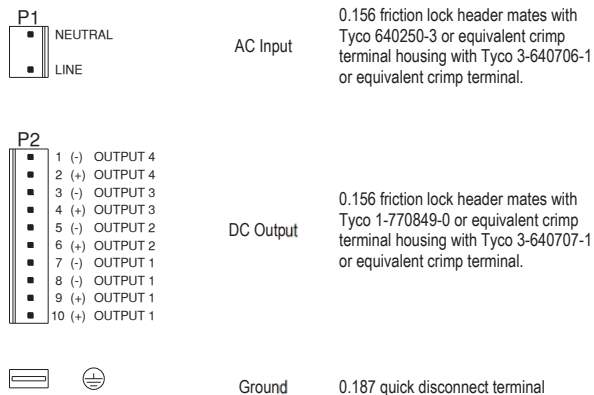 P1
NEUTRAL
LINE
AC Input
0.156 friction lock header mates with
Tyco 640250-3 or equivalent crimp
terminal housing with Tyco 3-640706-1
or equivalent crimp terminal.
P2
1 (-) OUTPUT 4
2 (+) OUTPUT 4
3 (-) OUTPUT 3
4 (+) OUTPUT 3
5 (-) OUTPUT 2
6 (+) OUTPUT 2
7 (-) OUTPUT 1
8 (-) OUTPUT 1
9 (+) OUTPUT 1
10 (+) OUTPUT 1
DC Output
0.156 friction lock header mates with
Tyco 1-770849-0 or equivalent crimp
terminal housing with Tyco 3-640707-1
or equivalent crimp terminal.
Ground
0.187 quick disconnect terminal